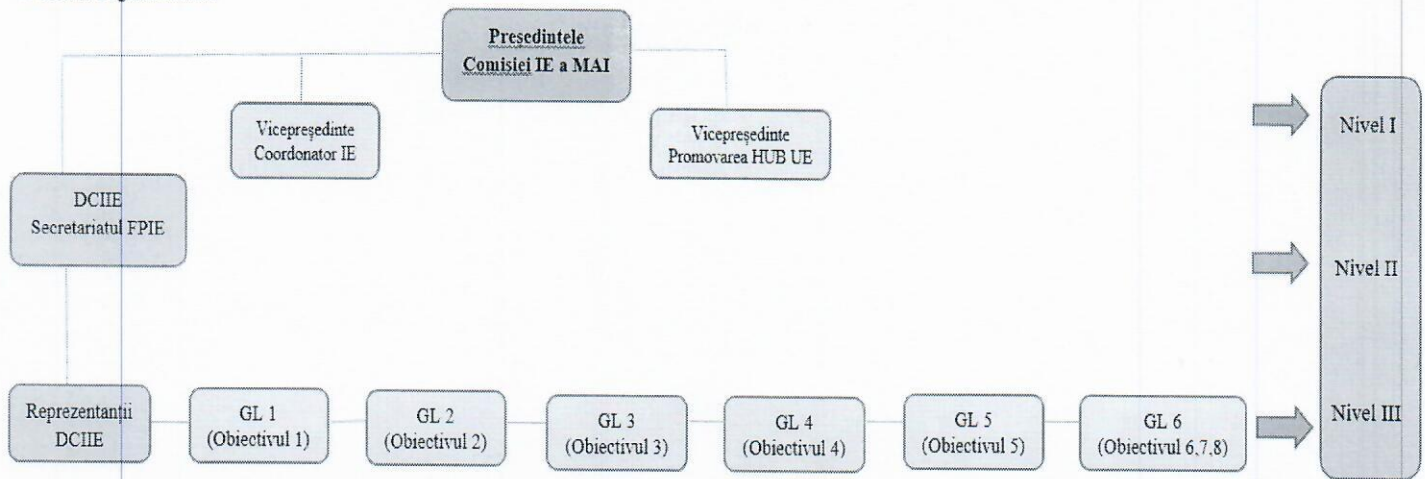 Președintele
Comisiei IE a MAI
Vicepreședinte
Coordonator IE
Vicepreședinte
Promovarea HUB UE
Nivel I
DCIIE
Secretariatul FPIE
Nivel II
Reprezentanții
DCIIE
GL 1
(Obiectivul 1)
GL 2
(Obiectivul 2)
GL 3
(Obiectivul 3)
GL 4
(Obiectivul 4)
GL 5
(Obiectivul 5)
GL 6
(Obiectivul 6,7,8)
Nivel III